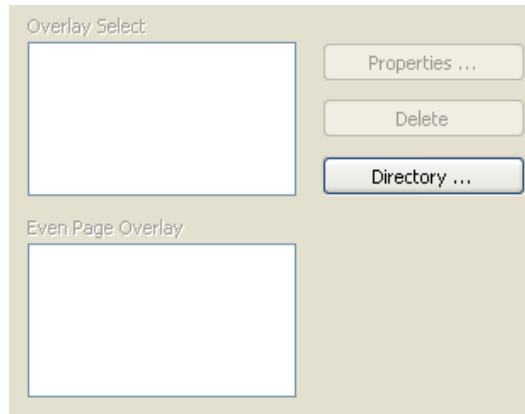 Overlay Select
Properties ...
Delete
Directory ...
Even Page Overlay